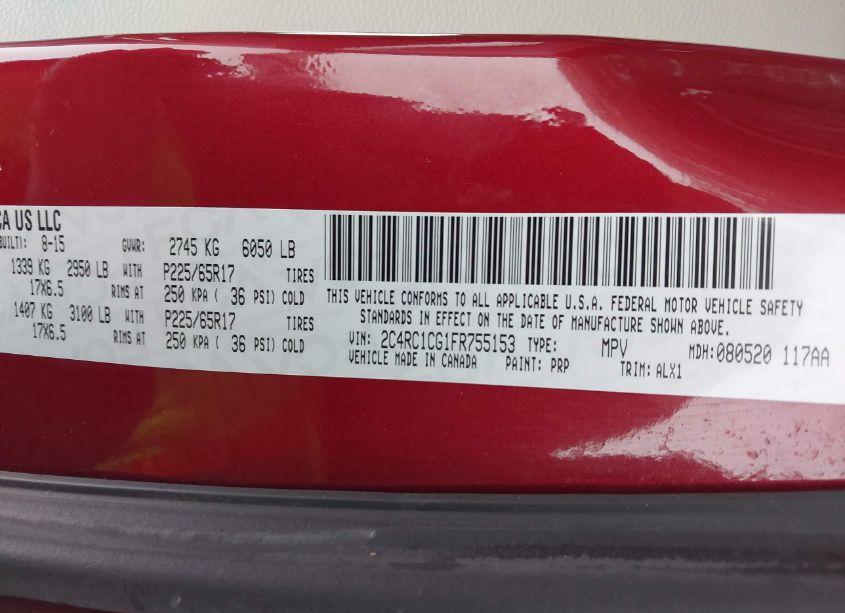 CA US LLC
BUILT): 8-15 GVWR: 2745 KG 6050 LB
1339 KG 2950 LB WITH P225/65R17 TIRES
17X6.5 RIMS AT 250 KPA ( 36 PSI) COLD
1407 KG 3100 LB WITH P225/65R17 TIRES
17X6.5 RIMS AT 250 KPA ( 36 PSI) COLD
THIS VEHICLE CONFORMS TO ALL APPLICABLE U.S.A. FEDERAL MOTOR VEHICLE SAFETY
STANDARDS IN EFFECT ON THE DATE OF MANUFACTURE SHOWN ABOVE.
VIN: 2C4RC1CG1FR755153 TYPE: MPV MDH:080520 117AA
VEHICLE MADE IN CANADA PAINT: PRP TRIM: ALX1